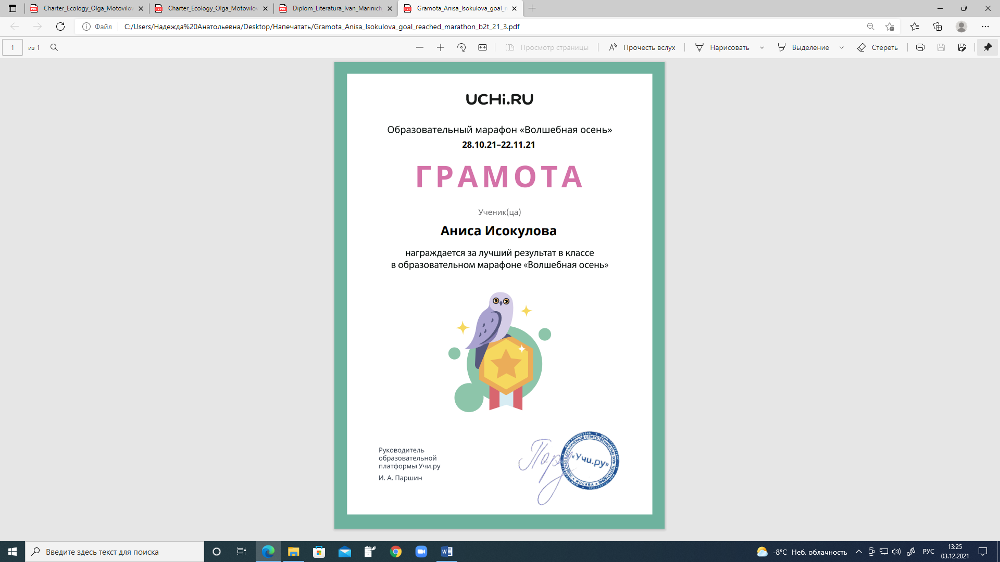 Charter_Ecology_Olga_Motovilov
Charter_Ecology_Olga_Motovilov
Diplom_Literatura_Ivan_Marinich
Gramota_Anisa_Isokulova_goal_r
Файл
C:/Users/Надежда%20Анатольевна/Desktop/Напечатать/Gramota_Anisa_Isokulova_goal_reached_marathon_b2t_21_3.pdf
1 из 1
Просмотр страницы
Прочесть вслух
Нарисовать
Выделение
Стереть
UCHi.RU
Образовательный марафон «Волшебная осень»
28.10.21–22.11.21
ГРАМОТА
Ученик(ца)
Аниса Исокулова
награждается за лучший результат в классе
в образовательном марафоне «Волшебная осень»
Руководитель
образовательной
платформы Учи.ру
И. А. Паршин
«Учи.ру»
МОСКВА
Введите здесь текст для поиска
-8°C Неб. облачность
РУС
13:25
03.12.2021